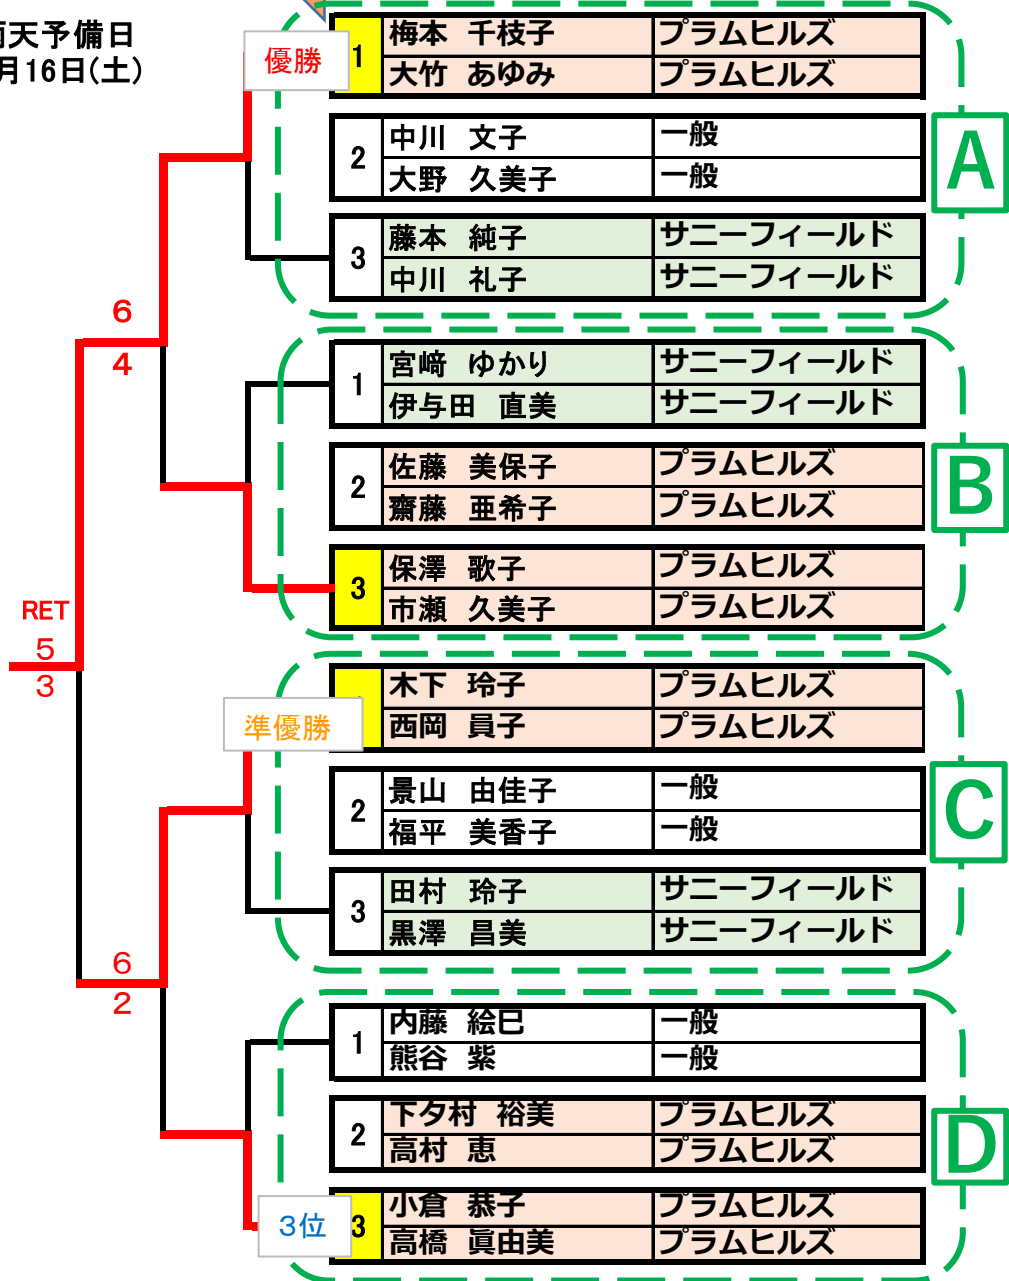 雨天予備日
月16日(土)
優勝
1 梅本 千枝子 プラムヒルズ
大竹 あゆみ プラムヒルズ
2 中川 文子 一般
大野 久美子 一般
A
3 藤本 純子 サニーフィールド
中川 礼子 サニーフィールド
6
4
1 宮﨑 ゆかり サニーフィールド
伊与田 直美 サニーフィールド
2 佐藤 美保子 プラムヒルズ
齋藤 亜希子 プラムヒルズ
B
3 保澤 歌子 プラムヒルズ
市瀬 久美子 プラムヒルズ
RET
5
3
木下 玲子 プラムヒルズ
西岡 員子 プラムヒルズ
準優勝
2 景山 由佳子 一般
福平 美香子 一般
C
3 田村 玲子 サニーフィールド
黒澤 昌美 サニーフィールド
6
2
1 内藤 絵巳 一般
熊谷 紫 一般
2 下夕村 裕美 プラムヒルズ
高村 恵 プラムヒルズ
D
3位
3 小倉 恭子 プラムヒルズ
高橋 眞由美 プラムヒルズ